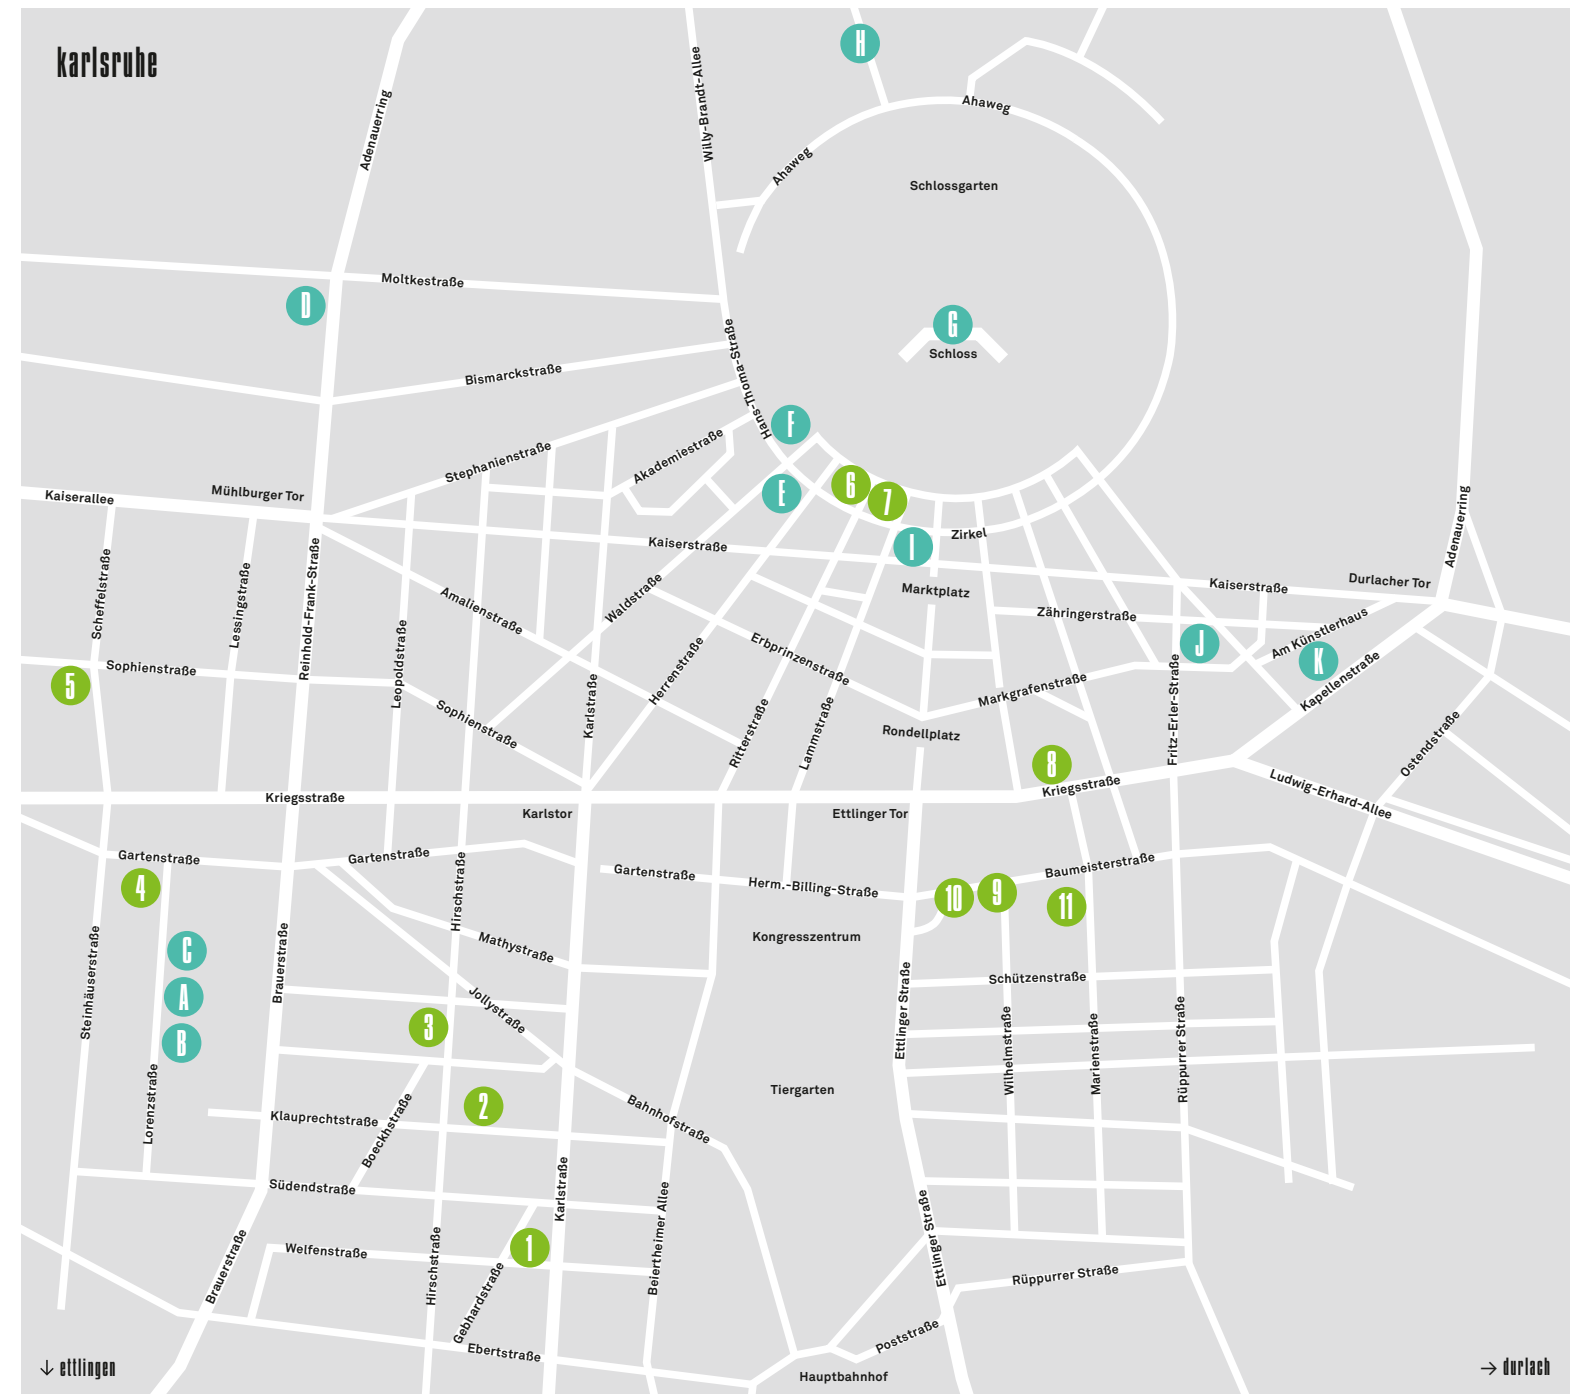 karlsruhe
H
Adenauerring
Willy-Brandt-Allee
Ahaweg
Ahaweg
Schlossgarten
Moltkestraße
D
G
Schloss
Hans-Thoma-Straße
Bismarckstraße
F
Stephanienstraße
Akademiestraße
Kaiserallee
Mühlburger Tor
E
6
7
Zirkel
I
Adenauerring
Kaiserstraße
Kaiserstraße
Durlacher Tor
Marktplatz
Zähringerstraße
Am Künstlerhaus
J
K
Scheffelstraße
Lessingstraße
Reinhold-Frank-Straße
Amalienstraße
Waldstraße
Leopoldstraße
Erbprinzenstraße
Herrenstraße
Sophienstraße
5
Sophienstraße
Karlstraße
Ritterstraße
Lammstraße
Markgrafenstraße
Fritz-Erler-Straße
Kapellenstraße
Rondellplatz
Ostendstraße
8
Kriegsstraße
Kriegsstraße
Ludwig-Erhard-Allee
Karlstor
Ettlinger Tor
Gartenstraße
Gartenstraße
Gartenstraße
Herm.-Billing-Straße
Baumeisterstraße
4
Hirschstraße
10
9
11
Steinhäuserstraße
C
A
B
Brauerstraße
Mathystraße
Kongresszentrum
Schützenstraße
Jollystraße
3
Ettlinger Straße
Wilhelmstraße
Marienstraße
Rüppurrer Straße
Lorenzstraße
Klauprechtstraße
Boeckhstraße
2
Bahnhofstraße
Tiergarten
Südendstraße
Karlstraße
Beiertheimer Allee
Ettlinger Straße
Welfenstraße
1
Brauerstraße
Hirschstraße
Gebhardstraße
Rüppurrer Straße
Poststraße
Ebertstraße
Hauptbahnhof
↓ ettlingen
→ durlach